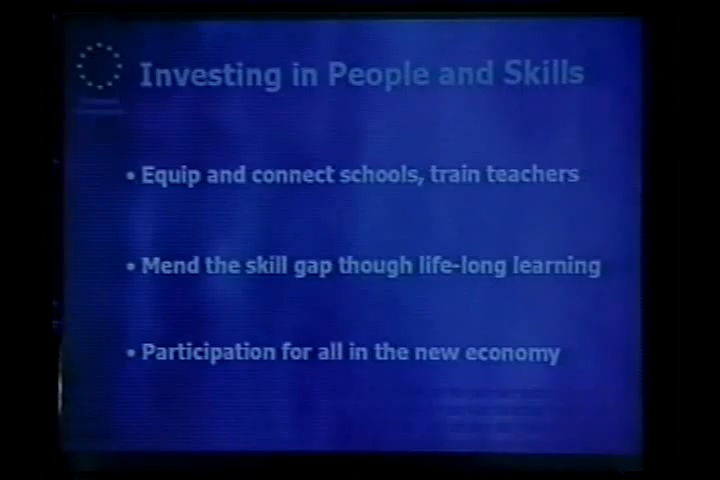 Investing in People and Skills
• Equip and connect schools, train teachers
• Mend the skill gap though life-long learning
• Participation for all in the new economy